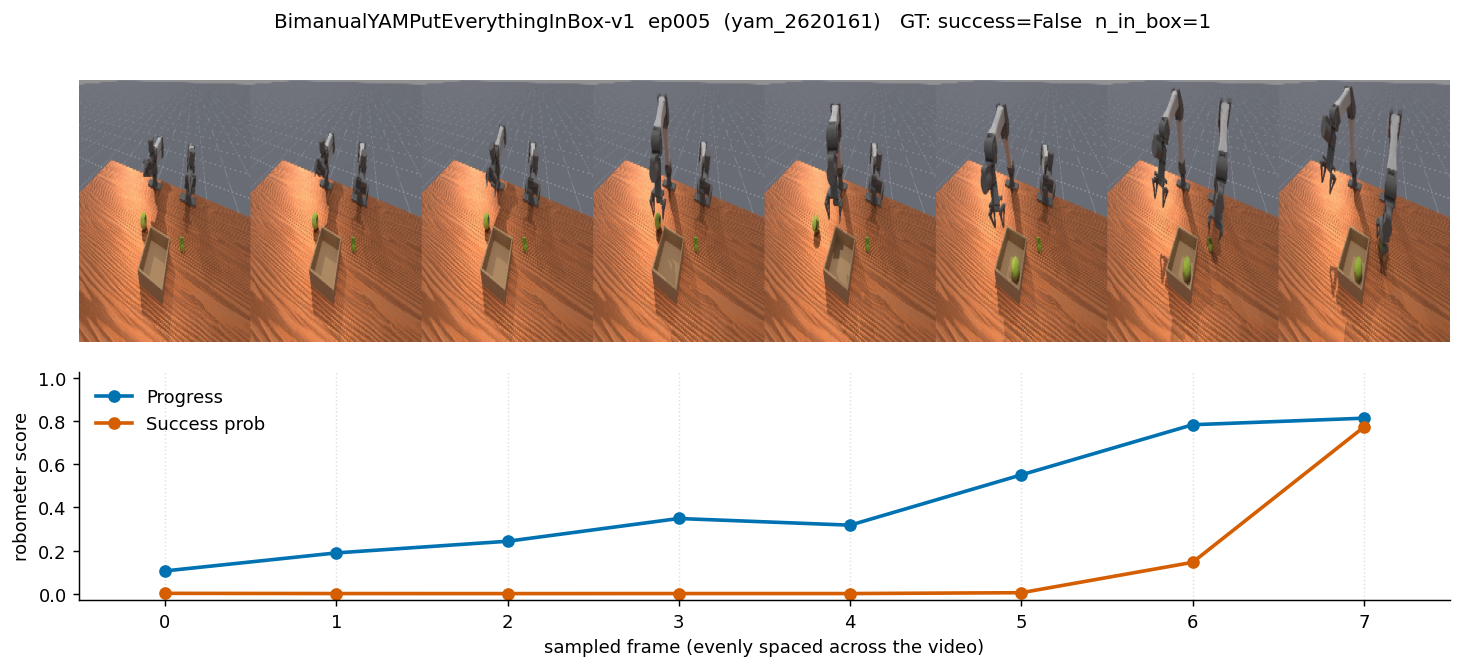 BimanualYAMPutEverythingInBox-v1  ep005  (yam_2620161)   GT: success=False  n_in_box=1
1.0
0.8
0.6
0.4
0.2
0.0
robometer score
Progress
Success prob
0 1 2 3 4 5 6 7
sampled frame (evenly spaced across the video)